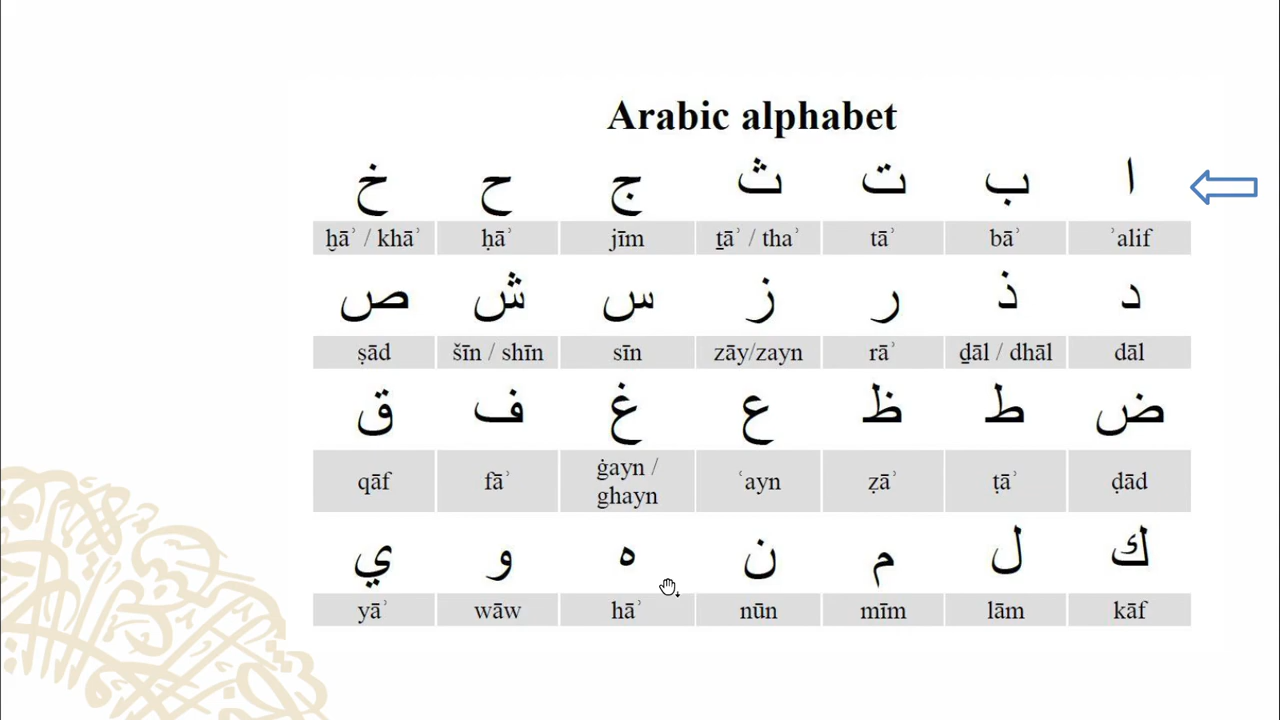 Arabic alphabet
ا ب ت ث ج ح خ
ʾalif bāʾ tāʾ ṯāʾ / thaʾ jīm ḥāʾ ḫāʾ / khāʾ
د ذ ر ز س ش ص
dāl ḏāl / dhāl rāʾ zāy/zayn sīn šīn / shīn ṣād
ض ط ظ ع غ ف ق
ḍād ṭāʾ ẓāʾ ʿayn ġayn / ghayn fāʾ qāf
ك ل م ن ه و ي
kāf lām mīm nūn hāʾ wāw yāʾ